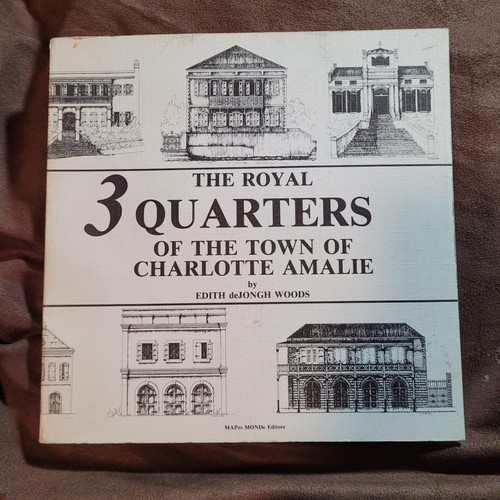 THE ROYAL
3 QUARTERS
OF THE TOWN OF
CHARLOTTE AMALIE
by
EDITH deJONGH WOODS
MAPes MONDe Editore